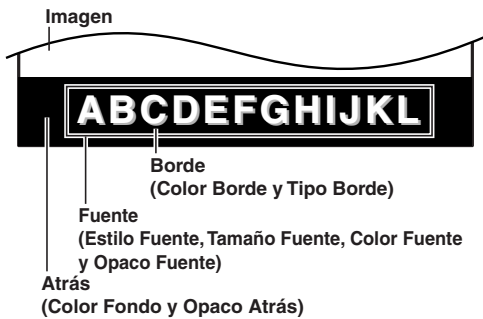 Imagen
ABCDEFGHIJKL
Borde
(Color Borde y Tipo Borde)
Fuente
(Estilo Fuente, Tamaño Fuente, Color Fuente
y Opaco Fuente)
Atrás
(Color Fondo y Opaco Atrás)